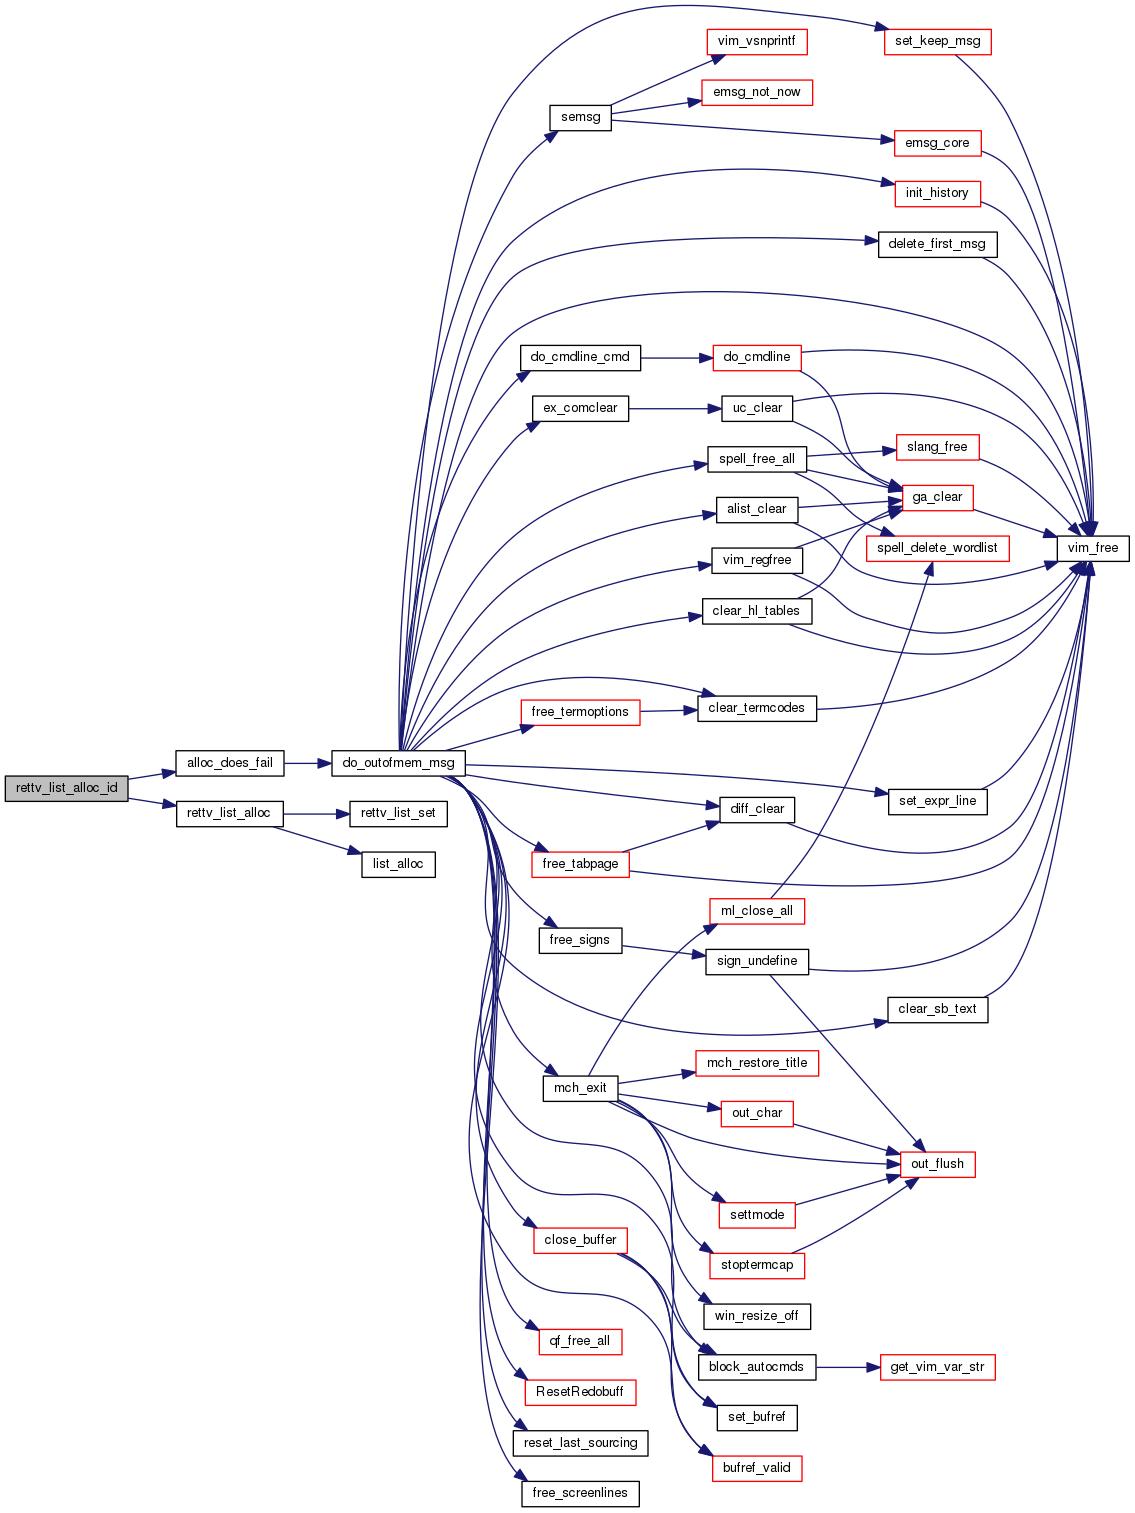 set_keep_msg
vim_vsnprintf
emsg_not_now
semsg
emsg_core
init_history
delete_first_msg
do_cmdline_cmd
do_cmdline
ex_comclear
uc_clear
slang_free
spell_free_all
ga_clear
alist_clear
spell_delete_wordlist
vim_free
vim_regfree
clear_hl_tables
clear_termcodes
free_termoptions
alloc_does_fail
do_outofmem_msg
rettv_list_alloc_id
set_expr_line
diff_clear
rettv_list_alloc
rettv_list_set
list_alloc
free_tabpage
ml_close_all
free_signs
sign_undefine
clear_sb_text
mch_restore_title
mch_exit
out_char
out_flush
settmode
close_buffer
stoptermcap
win_resize_off
qf_free_all
block_autocmds
get_vim_var_str
ResetRedobuff
set_bufref
reset_last_sourcing
bufref_valid
free_screenlines